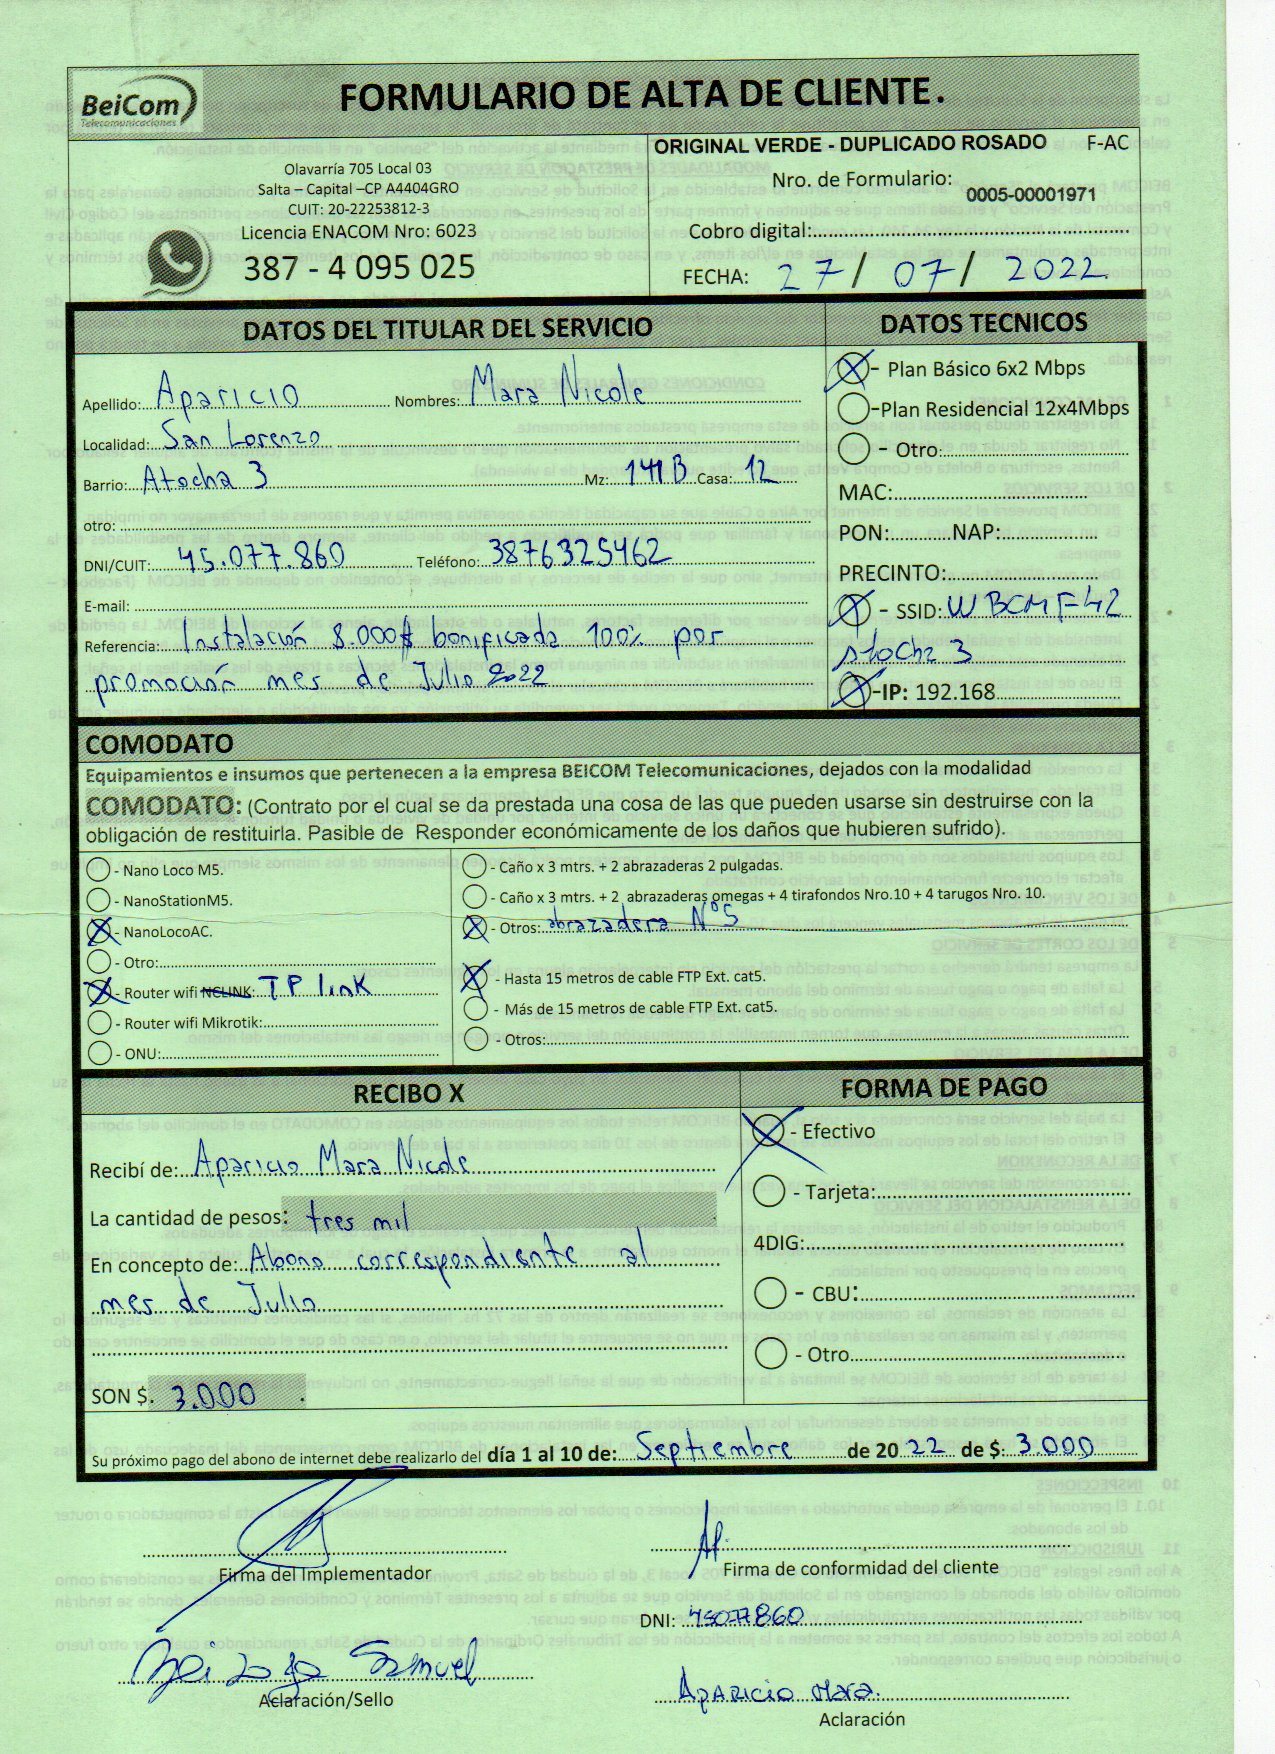 BeiCom
Telecomunicaciones
FORMULARIO DE ALTA DE CLIENTE.
Olavarría 705 Local 03
Salta – Capital –CP A4404GRO
CUIT: 20-22253812-3
Licencia ENACOM Nro: 6023
387 - 4 095 025
ORIGINAL VERDE - DUPLICADO ROSADO F-AC
Nro. de Formulario: 0005-00001971
Cobro digital:
FECHA: 27 / 07 / 2022
DATOS DEL TITULAR DEL SERVICIO
Apellido: Aparicio Nombres: Mara Nicole
Localidad: San Lorenzo
Barrio: Atocha 3 Mz: 141 B Casa: 12
otro:
DNI/CUIT: 45.077.860 Teléfono: 3876325462
E-mail:
Referencia: Instalación 8.000$ bonificada 100% por
promoción mes de Julio 2022
DATOS TECNICOS
X - Plan Básico 6x2 Mbps
-Plan Residencial 12x4Mbps
- Otro:
MAC:
PON: NAP:
PRECINTO:
X - SSID: WBCMF-42
Atocha 3
X -IP: 192.168
COMODATO
Equipamientos e insumos que pertenecen a la empresa BEICOM Telecomunicaciones, dejados con la modalidad
COMODATO: (Contrato por el cual se da prestada una cosa de las que pueden usarse sin destruirse con la
obligación de restituirla. Pasible de Responder económicamente de los daños que hubieren sufrido).
- Nano Loco M5.
- NanoStationM5.
X - NanoLocoAC.
- Otro:
X - Router wifi NCLINK: TP link
- Router wifi Mikrotik:
- ONU:
- Caño x 3 mtrs. + 2 abrazaderas 2 pulgadas.
- Caño x 3 mtrs. + 2 abrazaderas omegas + 4 tirafondos Nro.10 + 4 tarugos Nro. 10.
X - Otros: abrazadera N°5
X - Hasta 15 metros de cable FTP Ext. cat5.
- Más de 15 metros de cable FTP Ext. cat5.
- Otros:
RECIBO X
Recibí de: Aparicio Mara Nicole
La cantidad de pesos: tres mil
En concepto de: Abono correspondiente al
mes de Julio
SON $. 3.000
FORMA DE PAGO
X - Efectivo
- Tarjeta:
4DIG:
- CBU:
- Otro
Su próximo pago del abono de internet debe realizarlo del día 1 al 10 de: Septiembre de 2022 de $: 3.000
Firma del Implementador
Firma de conformidad del cliente
DNI: 45077860
Samuel
Aclaración/Sello
Aparicio Mara.
Aclaración